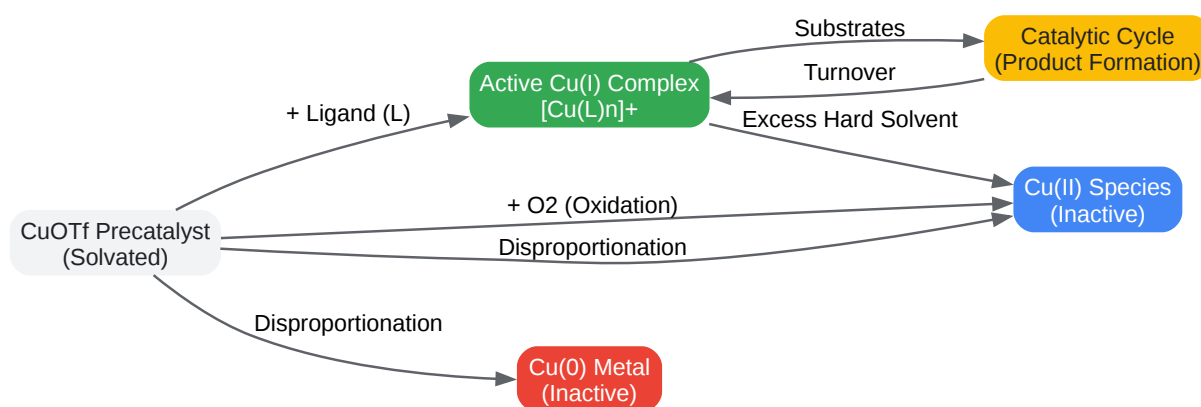 Substrates
Catalytic Cycle
(Product Formation)
Turnover
Active Cu(I) Complex
[Cu(L)n]+
+ Ligand (L)
Excess Hard Solvent
Cu(II) Species
(Inactive)
+ O2 (Oxidation)
CuOTf Precatalyst
(Solvated)
Disproportionation
Disproportionation
Cu(0) Metal
(Inactive)